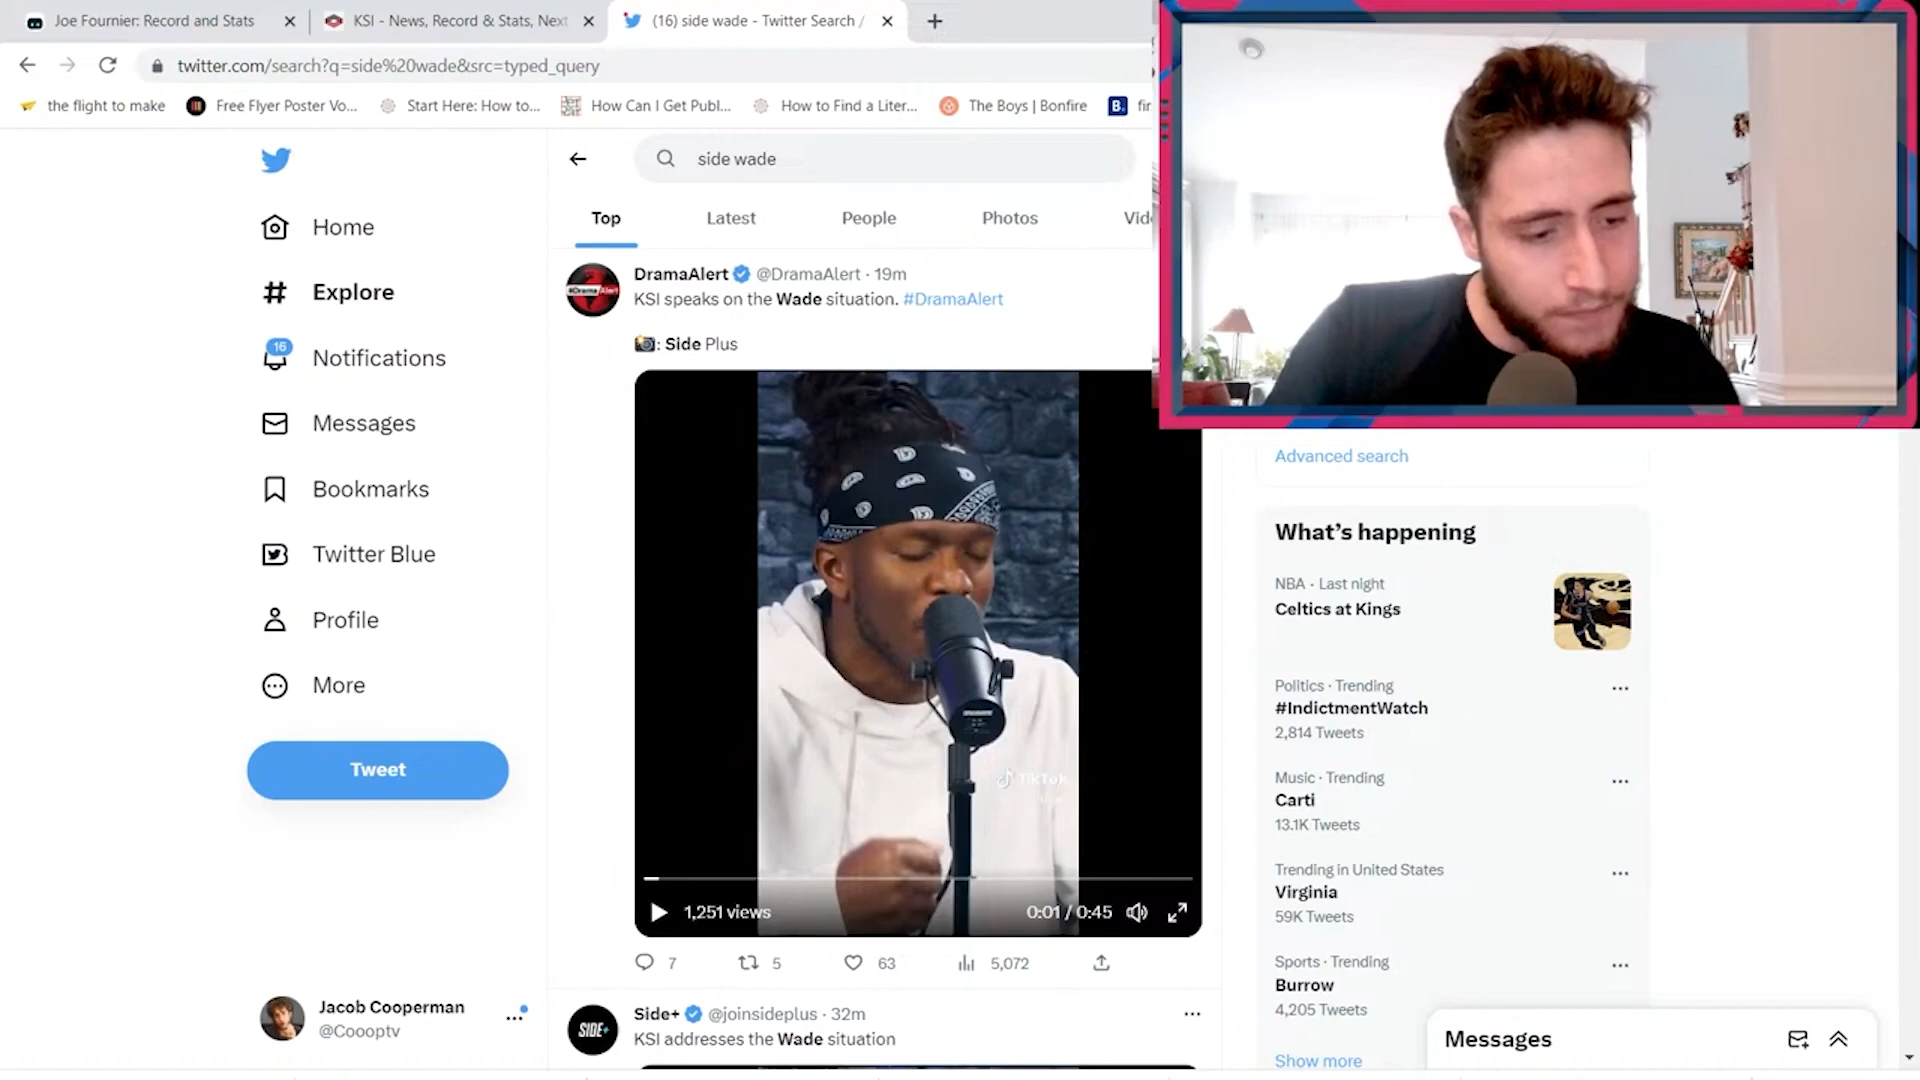 Joe Fournier: Record and Stats
KSI - News, Record & Stats, Next
(16) side wade - Twitter Search /
twitter.com/search?q=side%20wade&src=typed_query
the flight to make
Free Flyer Poster Vo...
Start Here: How to...
How Can I Get Publ...
How to Find a Liter...
The Boys | Bonfire
B.
fir
side wade
Top
Latest
People
Photos
Home
Explore
16
Notifications
Messages
Bookmarks
Twitter Blue
Profile
More
Tweet
Jacob Cooperman
@Coooptv
DramaAlert @DramaAlert · 19m
KSI speaks on the Wade situation. #DramaAlert
: Side Plus
TikTok
1,251 views
0:01 / 0:45
7
5
63
5,072
SIDE+
Side+ @joinsideplus · 32m
KSI addresses the Wade situation
Advanced search
What's happening
NBA · Last night
Celtics at Kings
Politics · Trending
#IndictmentWatch
2,814 Tweets
Music · Trending
Carti
13.1K Tweets
Trending in United States
Virginia
59K Tweets
Sports · Trending
Burrow
4,205 Tweets
Show more
Messages